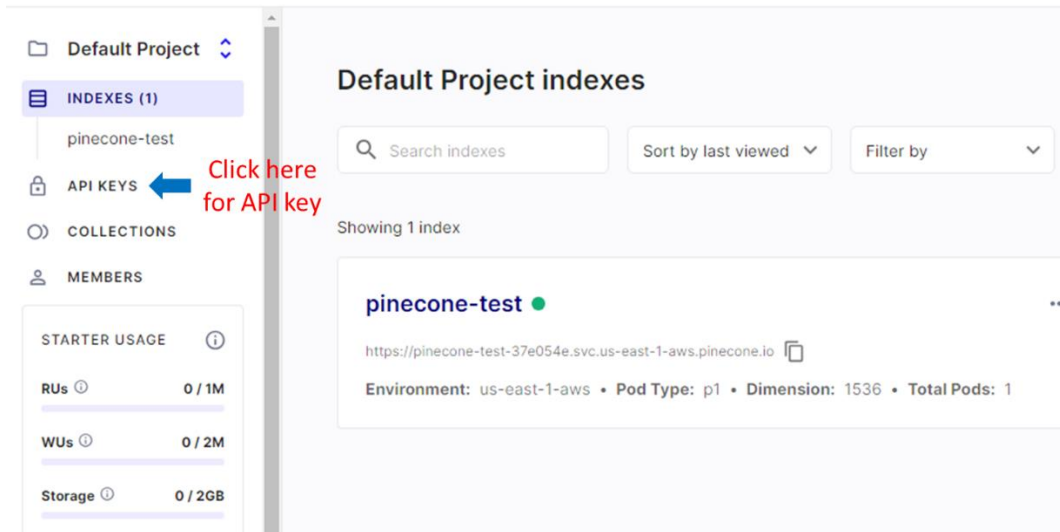 Default Project
INDEXES (1)
pinecone-test
API KEYS
Click here
for API key
COLLECTIONS
MEMBERS
STARTER USAGE
RUs 0 / 1M
WUs 0 / 2M
Storage 0 / 2GB
Default Project indexes
Search indexes
Sort by last viewed
Filter by
Showing 1 index
pinecone-test
https://pinecone-test-37e054e.svc.us-east-1-aws.pinecone.io
Environment: us-east-1-aws • Pod Type: p1 • Dimension: 1536 • Total Pods: 1